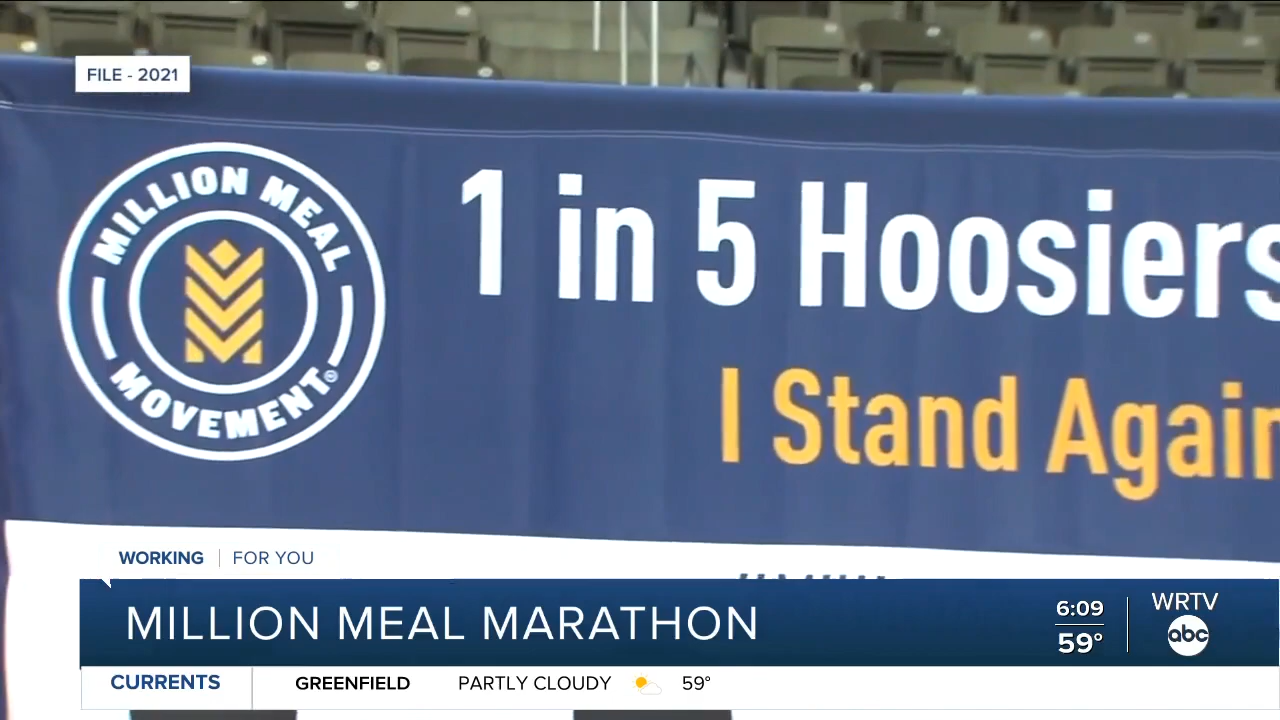 FILE - 2021
MILLION MEAL
MOVEMENT®
1 in 5 Hoosiers
I Stand Again
WORKING | FOR YOU
MILLION MEAL MARATHON
6:09
59°
WRTV
abc
CURRENTS
GREENFIELD PARTLY CLOUDY 59°